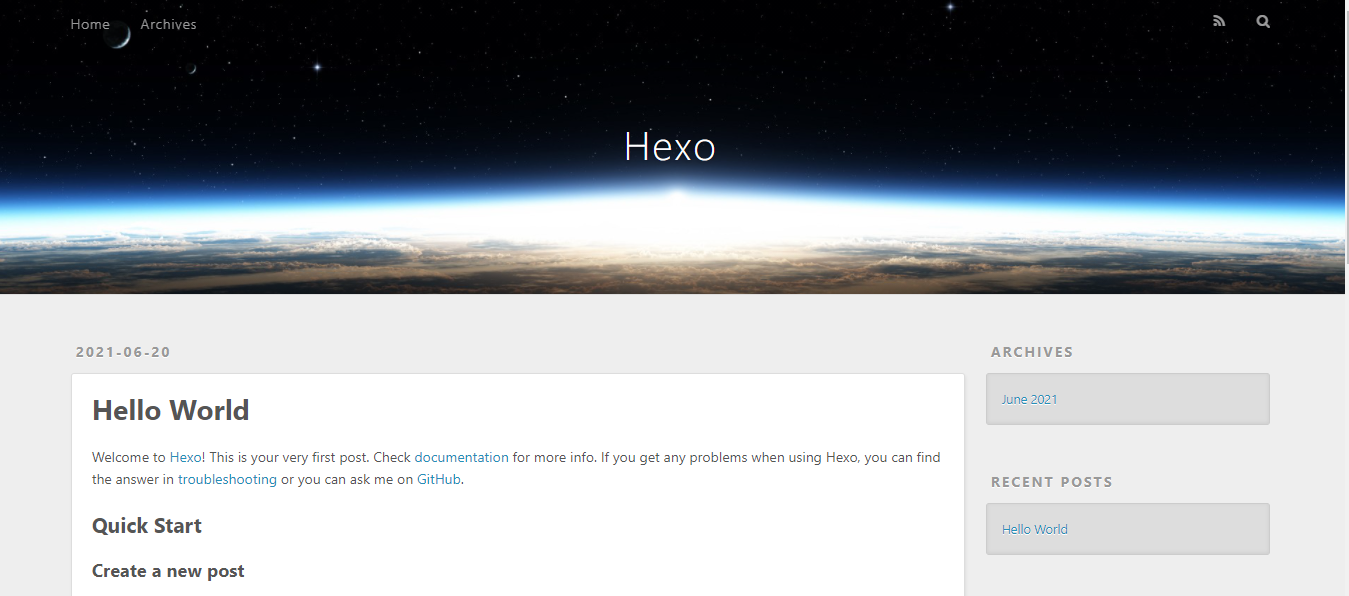 Home Archives
Hexo
2021-06-20
Hello World
Welcome to Hexo! This is your very first post. Check documentation for more info. If you get any problems when using Hexo, you can find
the answer in troubleshooting or you can ask me on GitHub.
Quick Start
Create a new post
ARCHIVES
June 2021
RECENT POSTS
Hello World